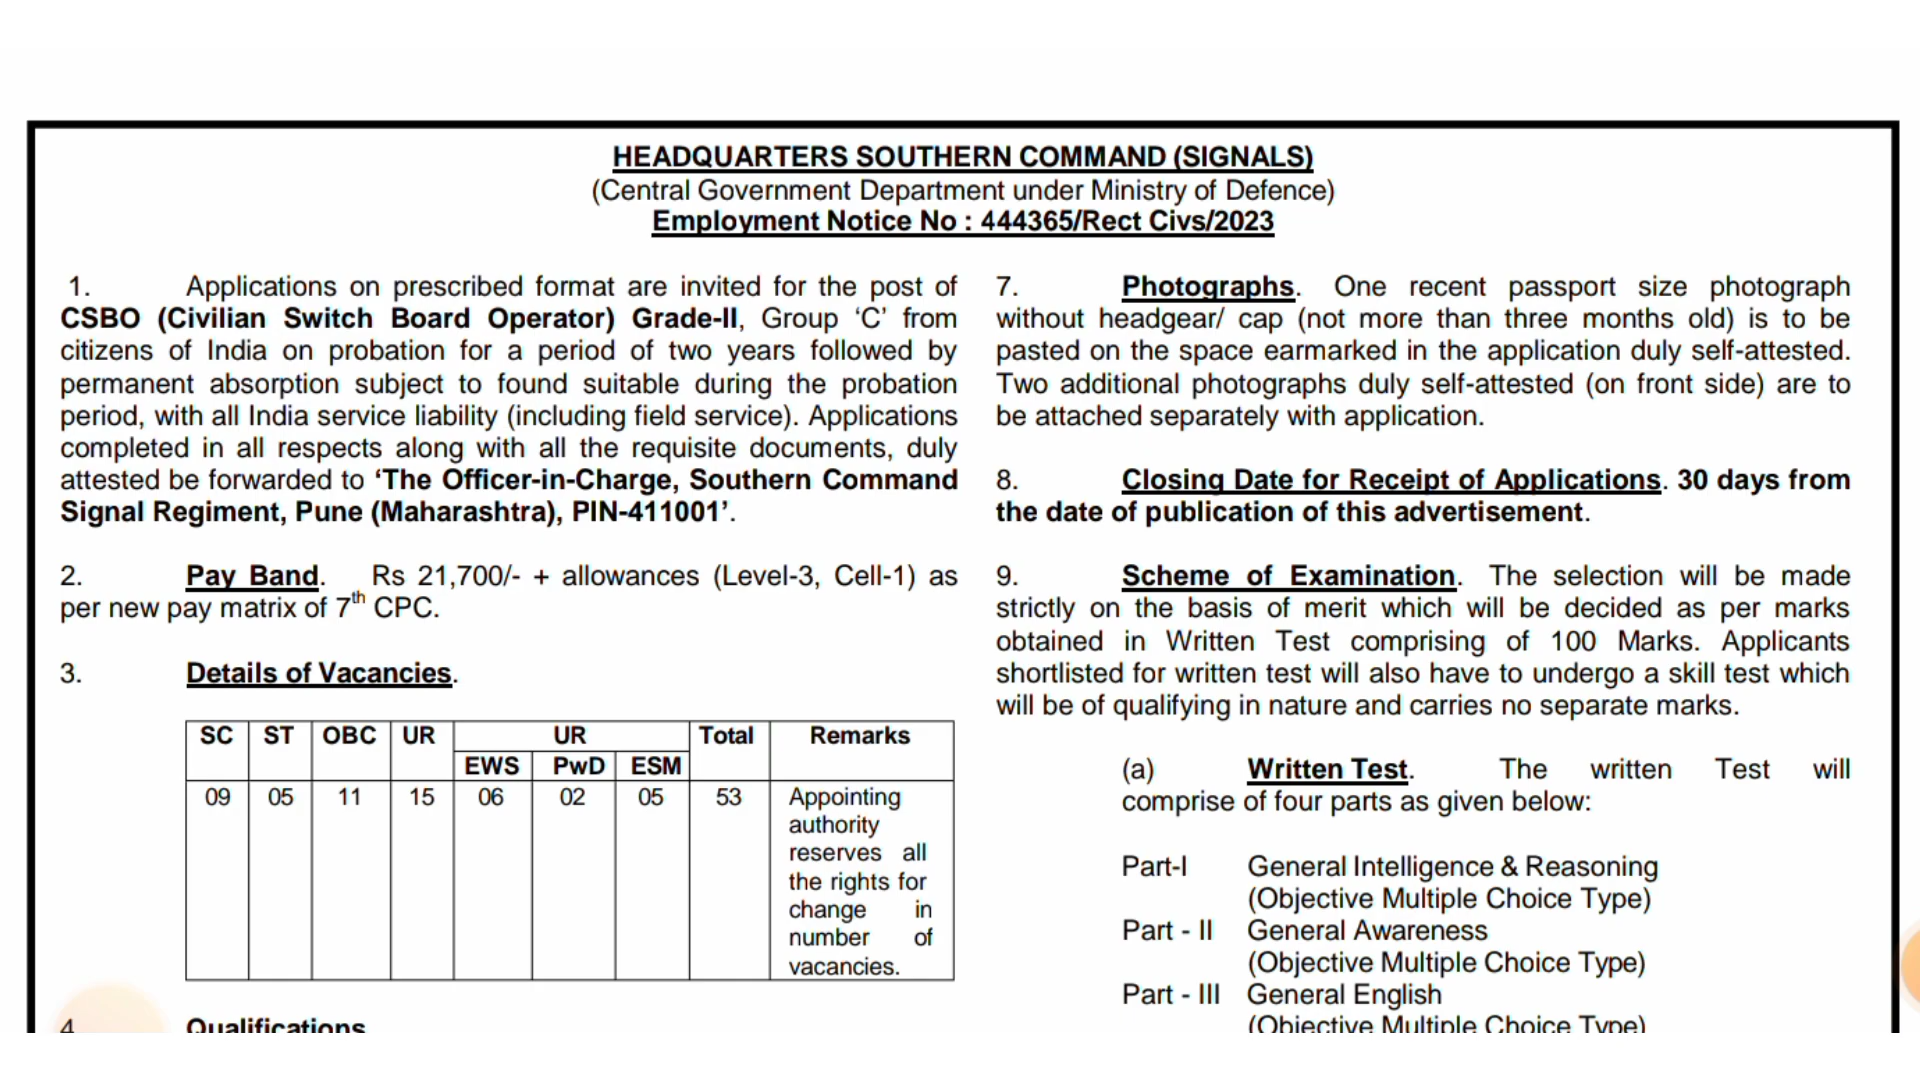 HEADQUARTERS SOUTHERN COMMAND (SIGNALS)
(Central Government Department under Ministry of Defence)
Employment Notice No : 444365/Rect Civs/2023
1. Applications on prescribed format are invited for the post of
CSBO (Civilian Switch Board Operator) Grade-II, Group ‘C’ from
citizens of India on probation for a period of two years followed by
permanent absorption subject to found suitable during the probation
period, with all India service liability (including field service). Applications
completed in all respects along with all the requisite documents, duly
attested be forwarded to ‘The Officer-in-Charge, Southern Command
Signal Regiment, Pune (Maharashtra), PIN-411001’.
2. Pay Band. Rs 21,700/- + allowances (Level-3, Cell-1) as
per new pay matrix of 7th CPC.
3. Details of Vacancies.
SC ST OBC UR UR Total Remarks
EWS PwD ESM
09 05 11 15 06 02 05 53 Appointing
authority
reserves all
the rights for
change in
number of
vacancies.
4 Qualifications
7. Photographs. One recent passport size photograph
without headgear/ cap (not more than three months old) is to be
pasted on the space earmarked in the application duly self-attested.
Two additional photographs duly self-attested (on front side) are to
be attached separately with application.
8. Closing Date for Receipt of Applications. 30 days from
the date of publication of this advertisement.
9. Scheme of Examination. The selection will be made
strictly on the basis of merit which will be decided as per marks
obtained in Written Test comprising of 100 Marks. Applicants
shortlisted for written test will also have to undergo a skill test which
will be of qualifying in nature and carries no separate marks.
(a) Written Test. The written Test will
comprise of four parts as given below:
Part-I General Intelligence & Reasoning
(Objective Multiple Choice Type)
Part - II General Awareness
(Objective Multiple Choice Type)
Part - III General English
(Objective Multiple Choice Type)